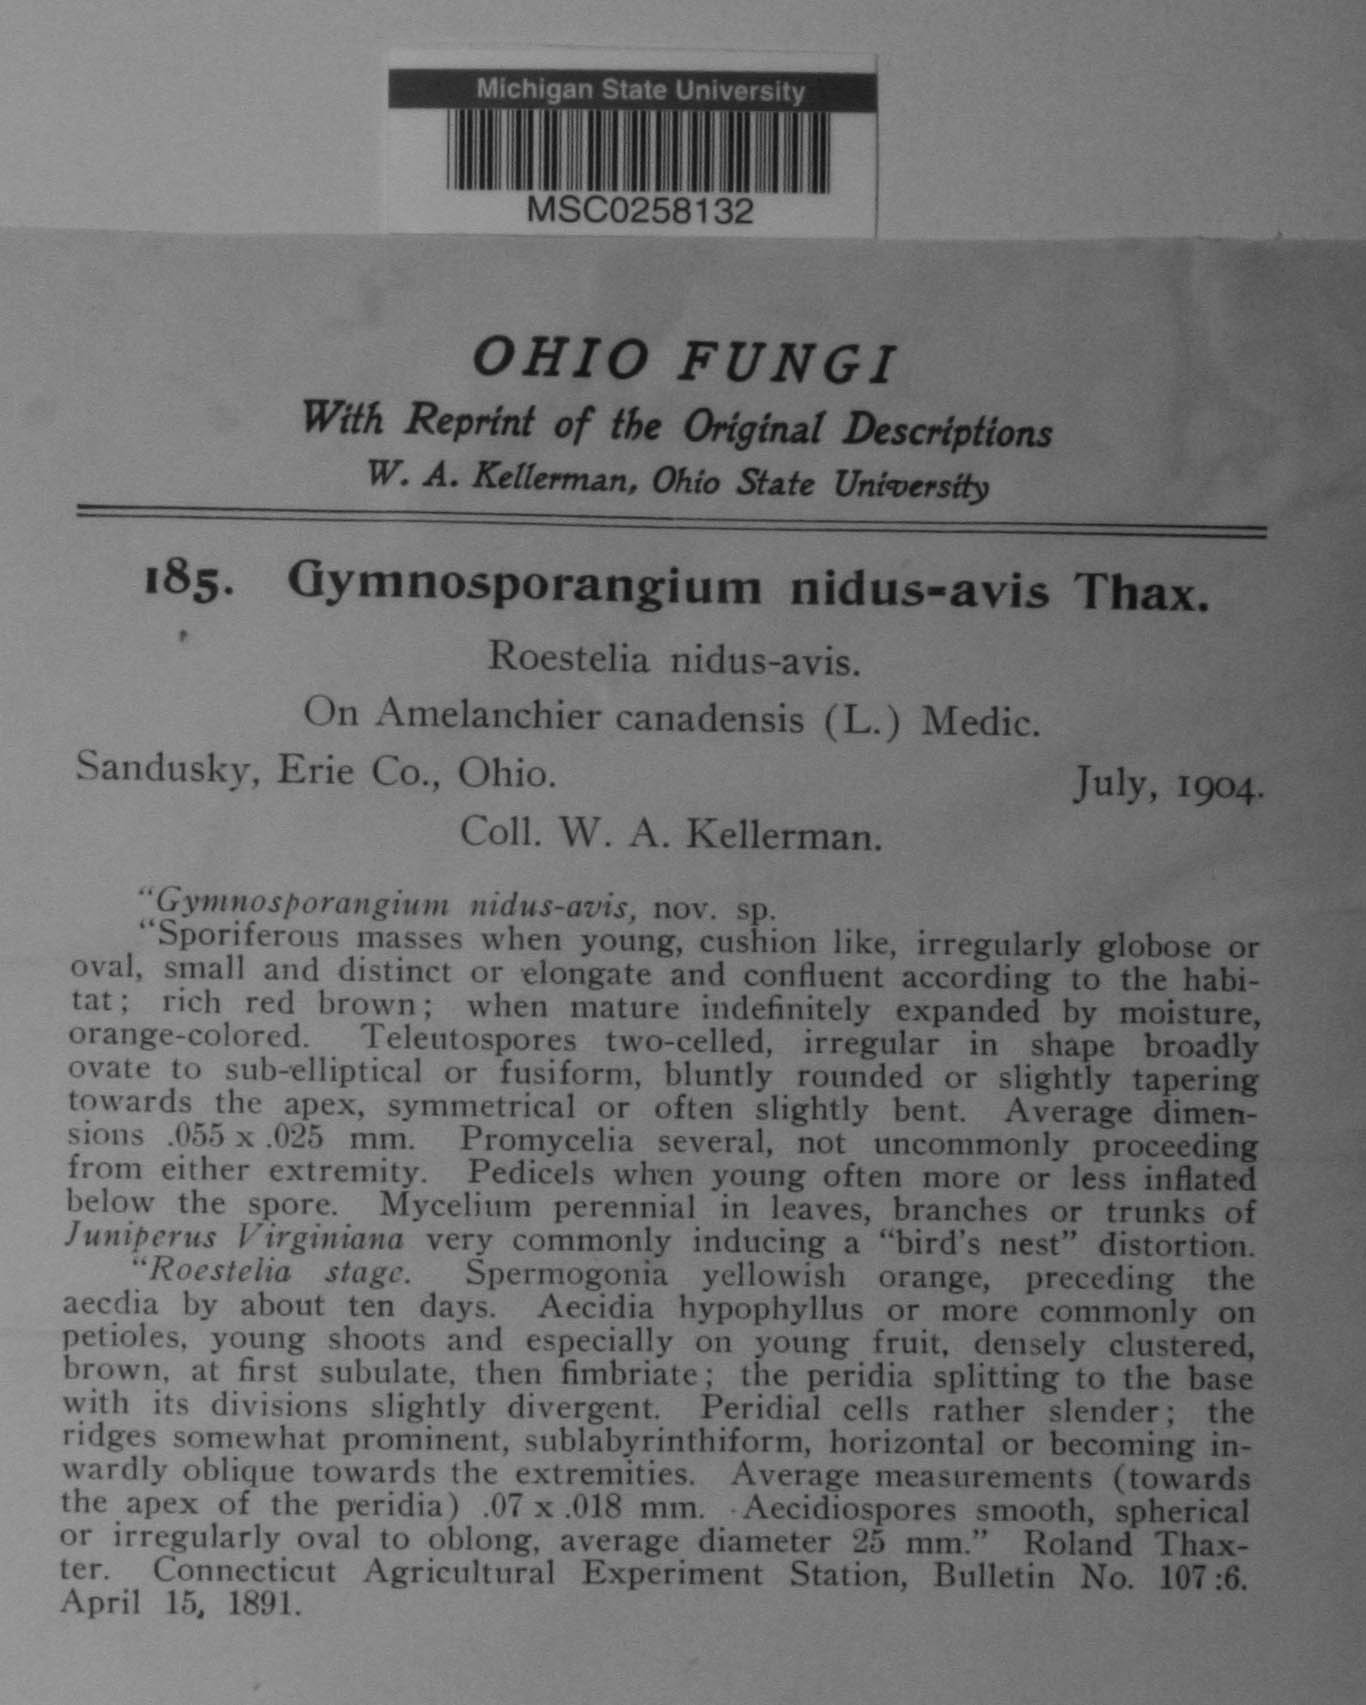 Michigan State University
MSC0258132
OHIO FUNGI
With Reprint of the Original Descriptions
W. A. Kellerman, Ohio State University
185. Gymnosporangium nidus-avis Thax.
Roestelia nidus-avis.
On Amelanchier canadensis (L.) Medic.
Sandusky, Erie Co., Ohio. July, 1904.
Coll. W. A. Kellerman.
"Gymnosporangium nidus-avis, nov. sp.
"Sporiferous masses when young, cushion like, irregularly globose or
oval, small and distinct or elongate and confluent according to the habi-
tat; rich red brown; when mature indefinitely expanded by moisture,
orange-colored. Teleutospores two-celled, irregular in shape broadly
ovate to sub-elliptical or fusiform, bluntly rounded or slightly tapering
towards the apex, symmetrical or often slightly bent. Average dimen-
sions .055 x .025 mm. Promycelia several, not uncommonly proceeding
from either extremity. Pedicels when young often more or less inflated
below the spore. Mycelium perennial in leaves, branches or trunks of
Juniperus Virginiana very commonly inducing a "bird's nest" distortion.
"Roestelia stage. Spermogonia yellowish orange, preceding the
aecdia by about ten days. Aecidia hypophyllus or more commonly on
petioles, young shoots and especially on young fruit, densely clustered,
brown, at first subulate, then fimbriate; the peridia splitting to the base
with its divisions slightly divergent. Peridial cells rather slender; the
ridges somewhat prominent, sublabyrinthiform, horizontal or becoming in-
wardly oblique towards the extremities. Average measurements (towards
the apex of the peridia) .07 x .018 mm. Aecidiospores smooth, spherical
or irregularly oval to oblong, average diameter 25 mm." Roland Thax-
ter. Connecticut Agricultural Experiment Station, Bulletin No. 107:6.
April 15, 1891.